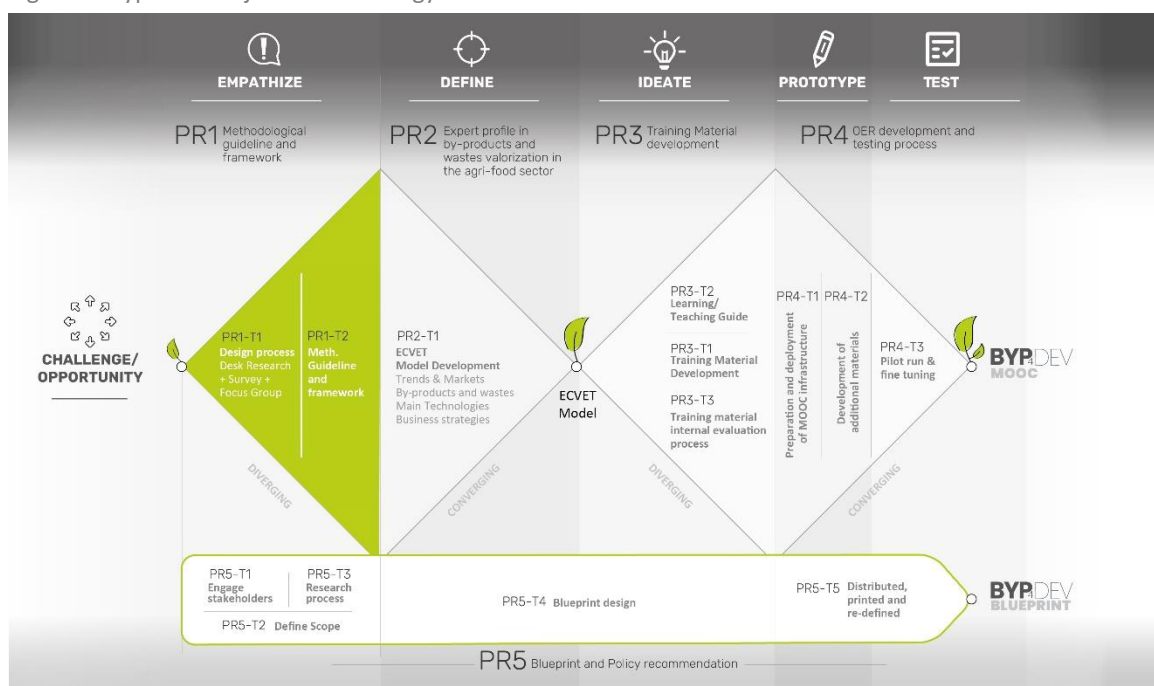 EMPATHIZE
DEFINE
IDEATE
PROTOTYPE
TEST
PR1 Methodological
guideline and
framework
PR2 Expert profile in
by-products and
wastes valorization in
the agri-food sector
PR3 Training Material
development
PR4 OER development and
testing process
CHALLENGE/
OPPORTUNITY
PR1-T1
Design process
Desk Research
+ Survey +
Focus Group
PR1-T2
Meth.
Guideline
and
framework
PR2-T1
ECVET
Model Development
Trends & Markets
By-products and wastes
Main Technologies
Business strategies
ECVET
Model
PR3-T2
Learning/
Teaching Guide
PR3-T1
Training Material
Development
PR3-T3
Training material
internal evaluation
process
PR4-T1
Preparation and deployment
of MOOC infrastructure
PR4-T2
Development of
additional materials
PR4-T3
Pilot run &
fine tuning
BYP4DEV
MOOC
DIVERGING
CONVERGING
DIVERGING
CONVERGING
PR5-T1
Engage
stakeholders
PR5-T3
Research
process
PR5-T2 Define Scope
PR5-T4 Blueprint design
PR5-T5 Distributed,
printed and
re-defined
BYP4DEV
BLUEPRINT
PR5 Blueprint and Policy recommendation